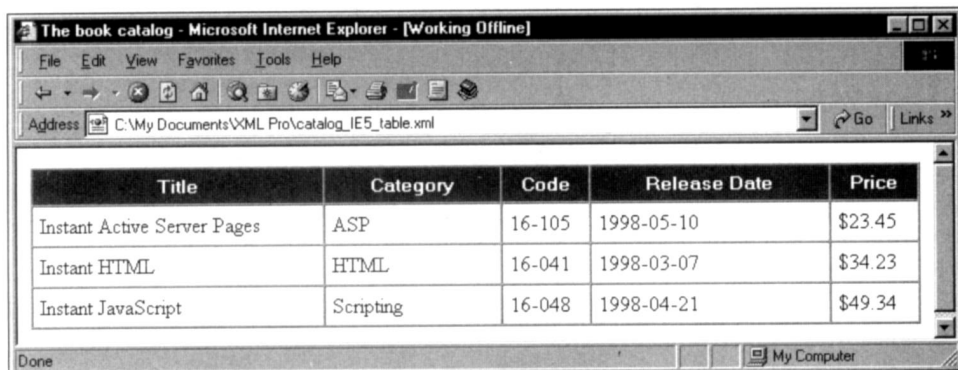 The book catalog - Microsoft Internet Explorer - [Working Offline]
File Edit View Favorites Tools Help
Address C:\My Documents\XML Pro\catalog_IE5_table.xml Go Links »
Title Category Code Release Date Price
Instant Active Server Pages ASP 16-105 1998-05-10 $23.45
Instant HTML HTML 16-041 1998-03-07 $34.23
Instant JavaScript Scripting 16-048 1998-04-21 $49.34
Done My Computer